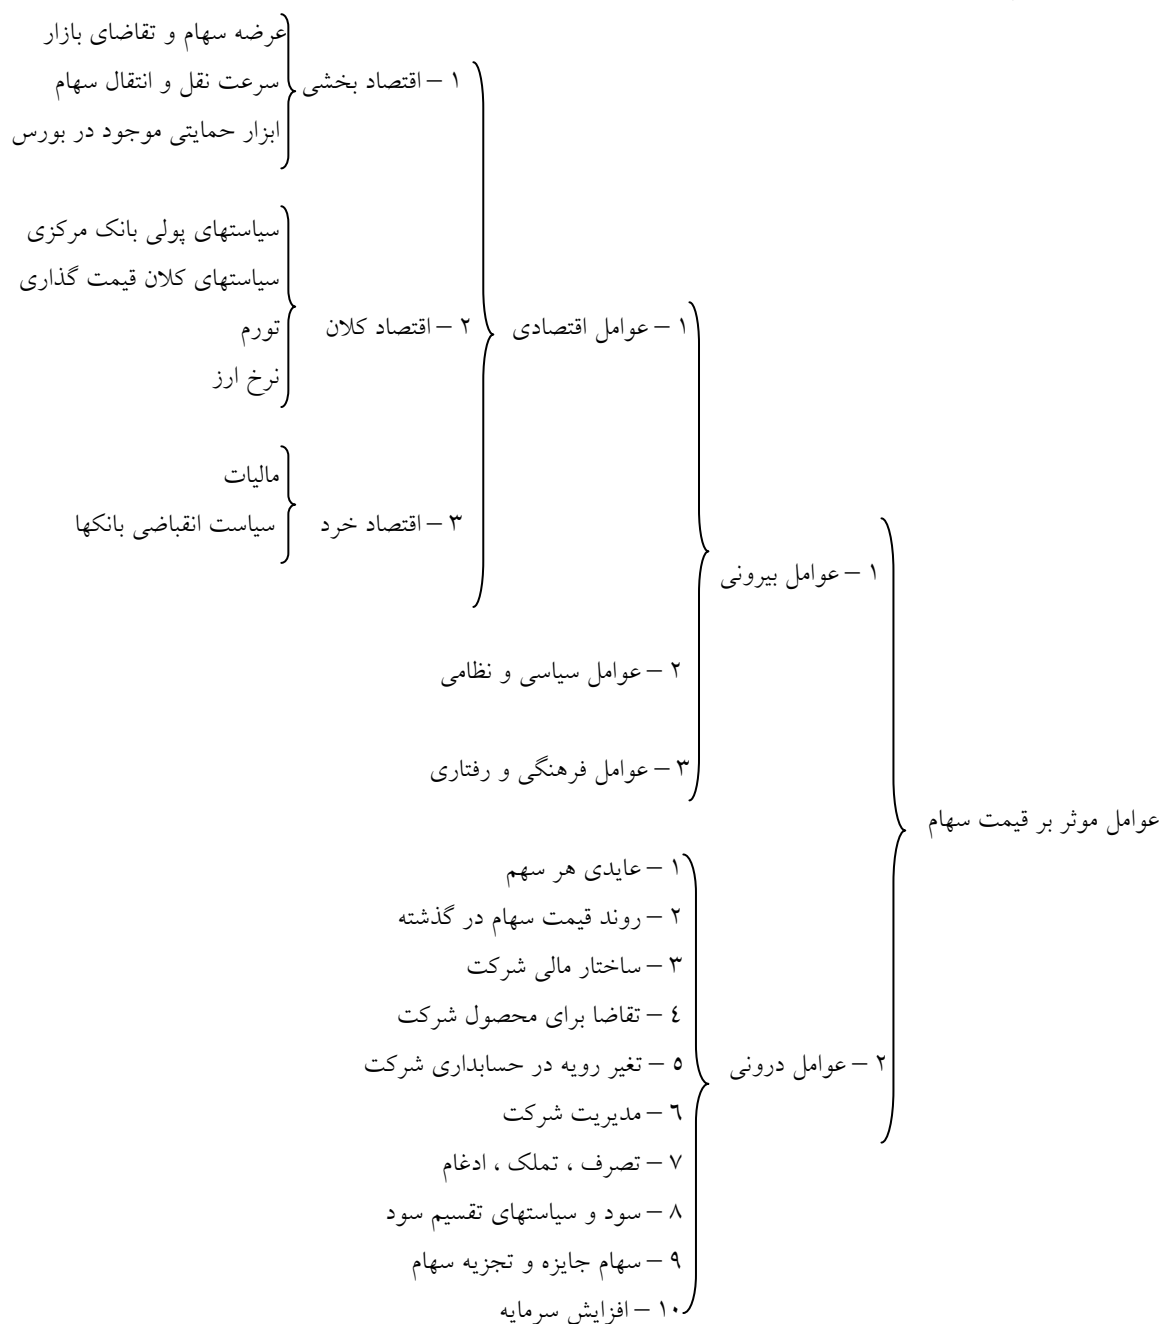 عرضه سهام و تقاضای بازار
۱ – اقتصاد بخشی
سرعت نقل و انتقال سهام
ابزار حمایتی موجود در بورس
سیاستهای پولی بانک مرکزی
سیاستهای کلان قیمت گذاری
۱ – عوامل اقتصادی
۲ – اقتصاد کلان
تورم
نرخ ارز
مالیات
۳ – اقتصاد خرد
سیاست انقباضی بانکها
۱ – عوامل بیرونی
۲ – عوامل سیاسی و نظامی
۳ – عوامل فرهنگی و رفتاری
عوامل موثر بر قیمت سهام
۱ – عایدی هر سهم
۲ – روند قیمت سهام در گذشته
۳ – ساختار مالی شرکت
٤ – تقاضا برای محصول شرکت
۲ – عوامل درونی
٥ – تغیر رویه در حسابداری شرکت
٦ – مدیریت شرکت
۷ – تصرف ، تملک ، ادغام
۸ – سود و سیاستهای تقسیم سود
۹ – سهام جایزه و تجزیه سهام
۱۰ – افزایش سرمایه